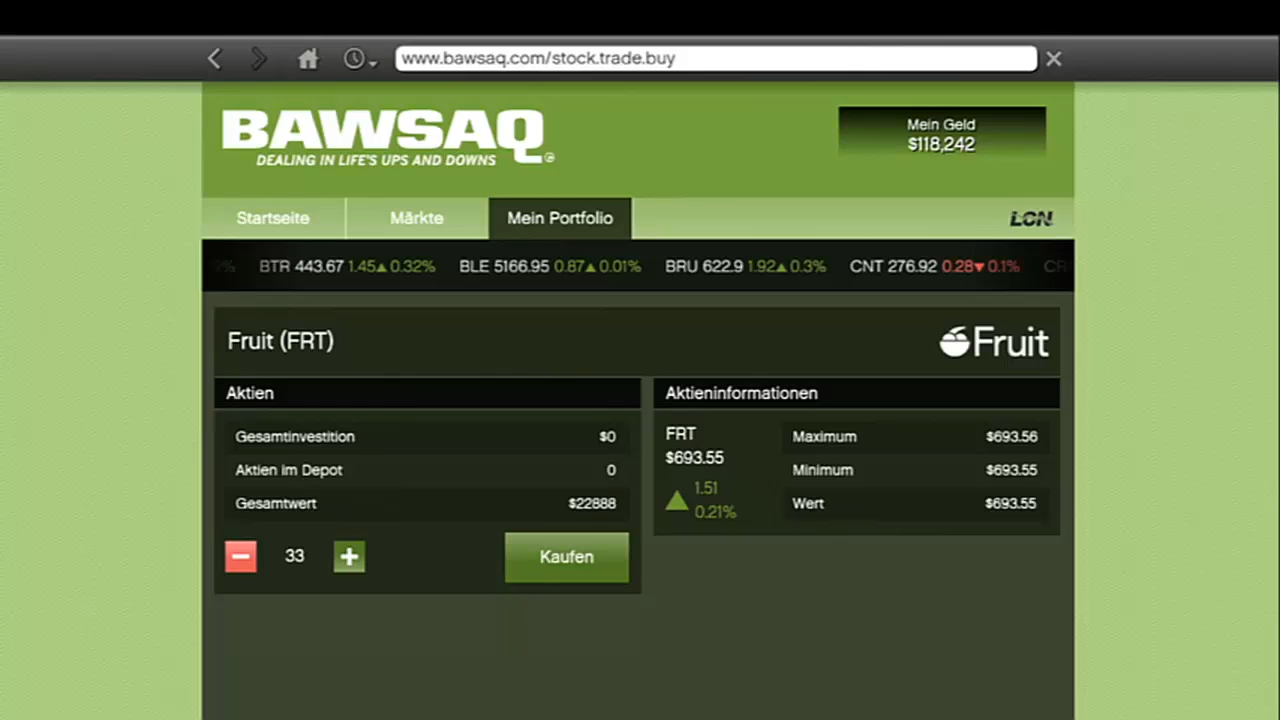 www.bawsaq.com/stock.trade.buy
BAWSAQ
DEALING IN LIFE'S UPS AND DOWNS
Mein Geld
$118,242
Startseite Märkte Mein Portfolio LCN
% BTR 443.67 1.45▲0.32% BLE 5166.95 0.87▲0.01% BRU 622.9 1.92▲0.3% CNT 276.92 0.28▼0.1% CR
Fruit (FRT) Fruit
Aktien
Gesamtinvestition $0
Aktien im Depot 0
Gesamtwert $22888
33 Kaufen
Aktieninformationen
FRT
$693.55
1.51
0.21%
Maximum $693.56
Minimum $693.55
Wert $693.55